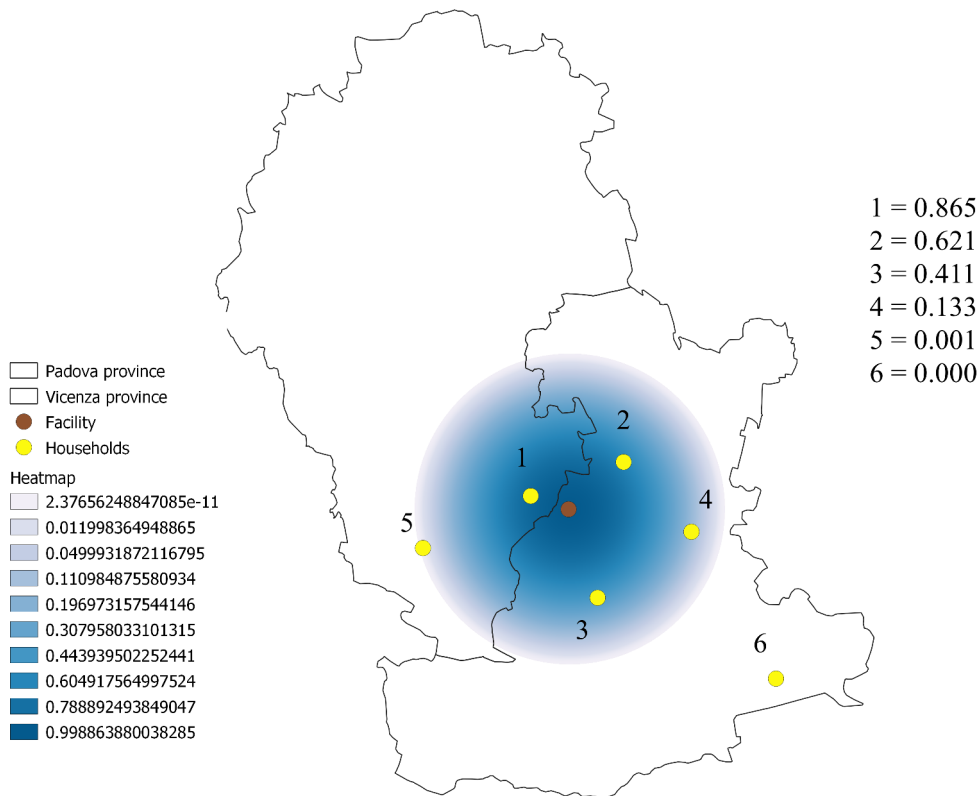 1 = 0.865
2 = 0.621
3 = 0.411
4 = 0.133
5 = 0.001
6 = 0.000
Padova province
Vicenza province
Facility
Households
Heatmap
2.37656248847085e-11
0.011998364948865
0.0499931872116795
0.110984875580934
0.196973157544146
0.307958033101315
0.443939502252441
0.604917564997524
0.788892493849047
0.998863880038285
1
2
3
4
5
6